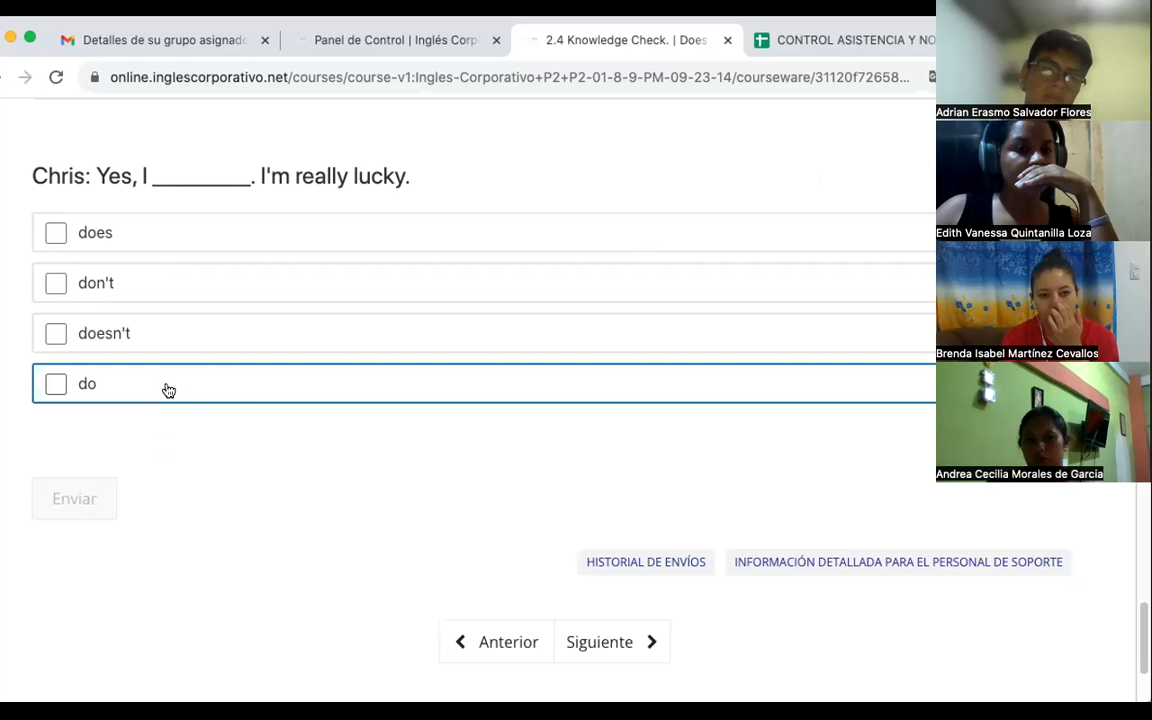 Detalles de su grupo asignado
Panel de Control | Inglés Corp
2.4 Knowledge Check. | Does
CONTROL ASISTENCIA Y NO
online.inglescorporativo.net/courses/course-v1:Ingles-Corporativo+P2+P2-01-8-9-PM-09-23-14/courseware/31120f72658...
Adrian Erasmo Salvador Flores
Chris: Yes, I __________. I'm really lucky.
does
Edith Vanessa Quintanilla Loza
don't
doesn't
Brenda Isabel Martínez Cevallos
do
Andrea Cecilia Morales de Garcia
Enviar
HISTORIAL DE ENVÍOS
INFORMACIÓN DETALLADA PARA EL PERSONAL DE SOPORTE
Anterior
Siguiente